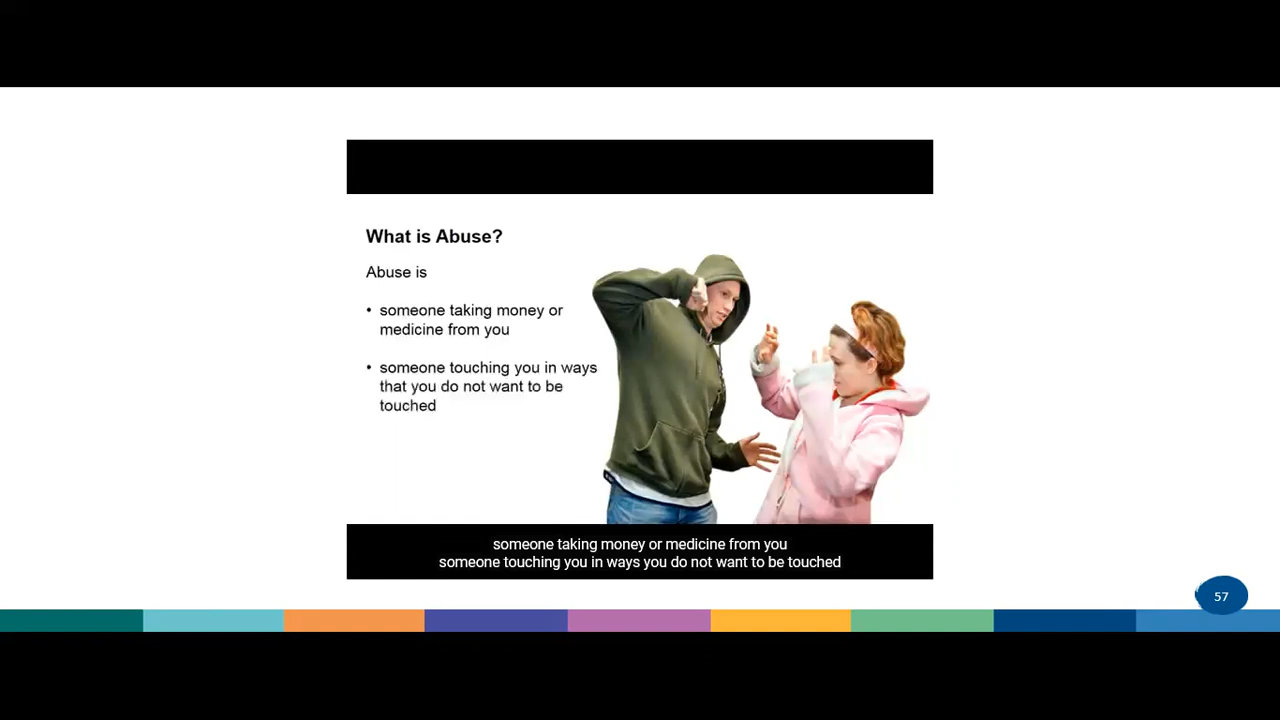 What is Abuse?
Abuse is
• someone taking money or
medicine from you
• someone touching you in ways
that you do not want to be
touched
someone taking money or medicine from you
someone touching you in ways you do not want to be touched
57